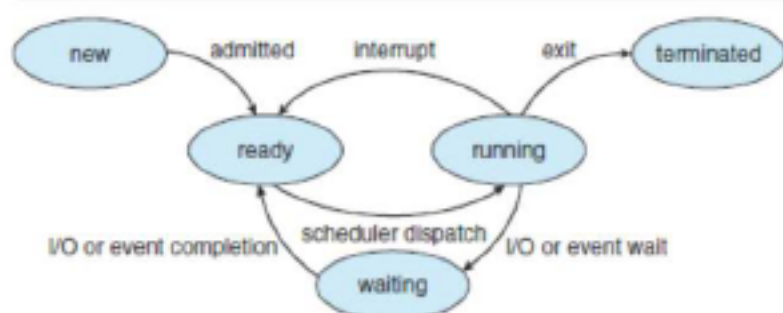 new
admitted
interrupt
exit
terminated
ready
running
I/O or event completion
scheduler dispatch
I/O or event wait
waiting